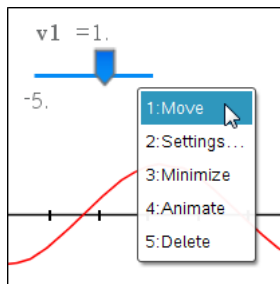 v1 =1.
-5.
1:Move
2:Settings...
3:Minimize
4:Animate
5:Delete